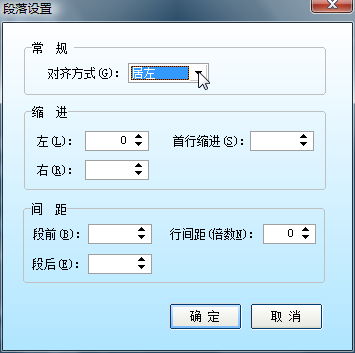 段落设置
常 规
对齐方式(G): 居左
缩 进
左(L): 0 首行缩进(S):
右(R):
间 距
段前(B): 行间距(倍数N): 0
段后(E):
确 定 取 消